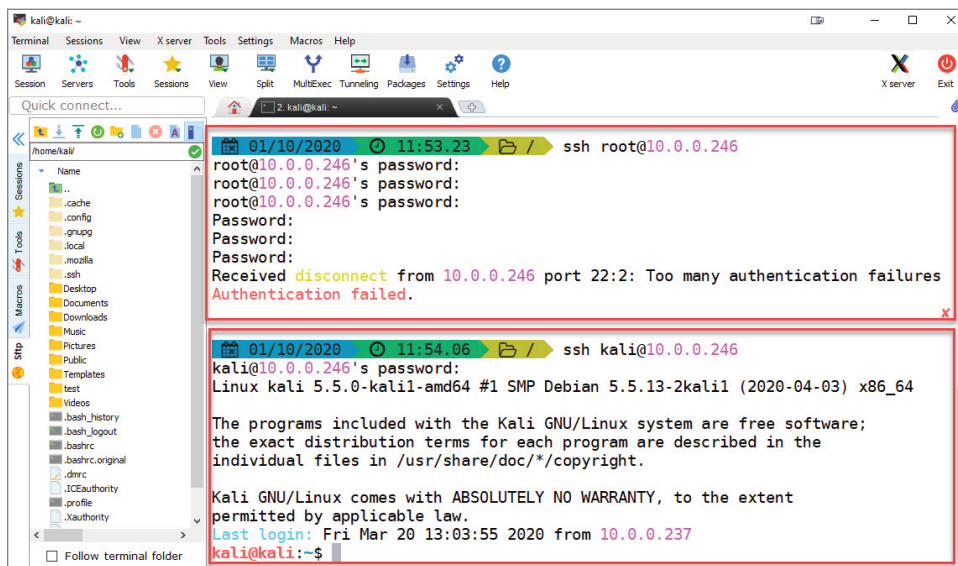 kali@kali: ~
Terminal Sessions View X server Tools Settings Macros Help
Session Servers Tools Sessions View Split MultiExec Tunneling Packages Settings Help X server Exit
Quick connect...
2. kali@kali: ~
/home/kali/
Name
..
.cache
.config
.gnupg
.local
.mozilla
.ssh
Desktop
Documents
Downloads
Music
Pictures
Public
Templates
test
Videos
.bash_history
.bash_logout
.bashrc
.bashrc.original
.dmrc
.ICEauthority
.profile
.Xauthority
Follow terminal folder
Sessions
Tools
Macros
Sftp
01/10/2020 11:53.23 / ssh root@10.0.0.246
root@10.0.0.246's password:
root@10.0.0.246's password:
root@10.0.0.246's password:
Password:
Password:
Password:
Received disconnect from 10.0.0.246 port 22:2: Too many authentication failures
Authentication failed.
01/10/2020 11:54.06 / ssh kali@10.0.0.246
kali@10.0.0.246's password:
Linux kali 5.5.0-kali1-amd64 #1 SMP Debian 5.5.13-2kali1 (2020-04-03) x86_64
The programs included with the Kali GNU/Linux system are free software;
the exact distribution terms for each program are described in the
individual files in /usr/share/doc/*/copyright.
Kali GNU/Linux comes with ABSOLUTELY NO WARRANTY, to the extent
permitted by applicable law.
Last login: Fri Mar 20 13:03:55 2020 from 10.0.0.237
kali@kali:~$